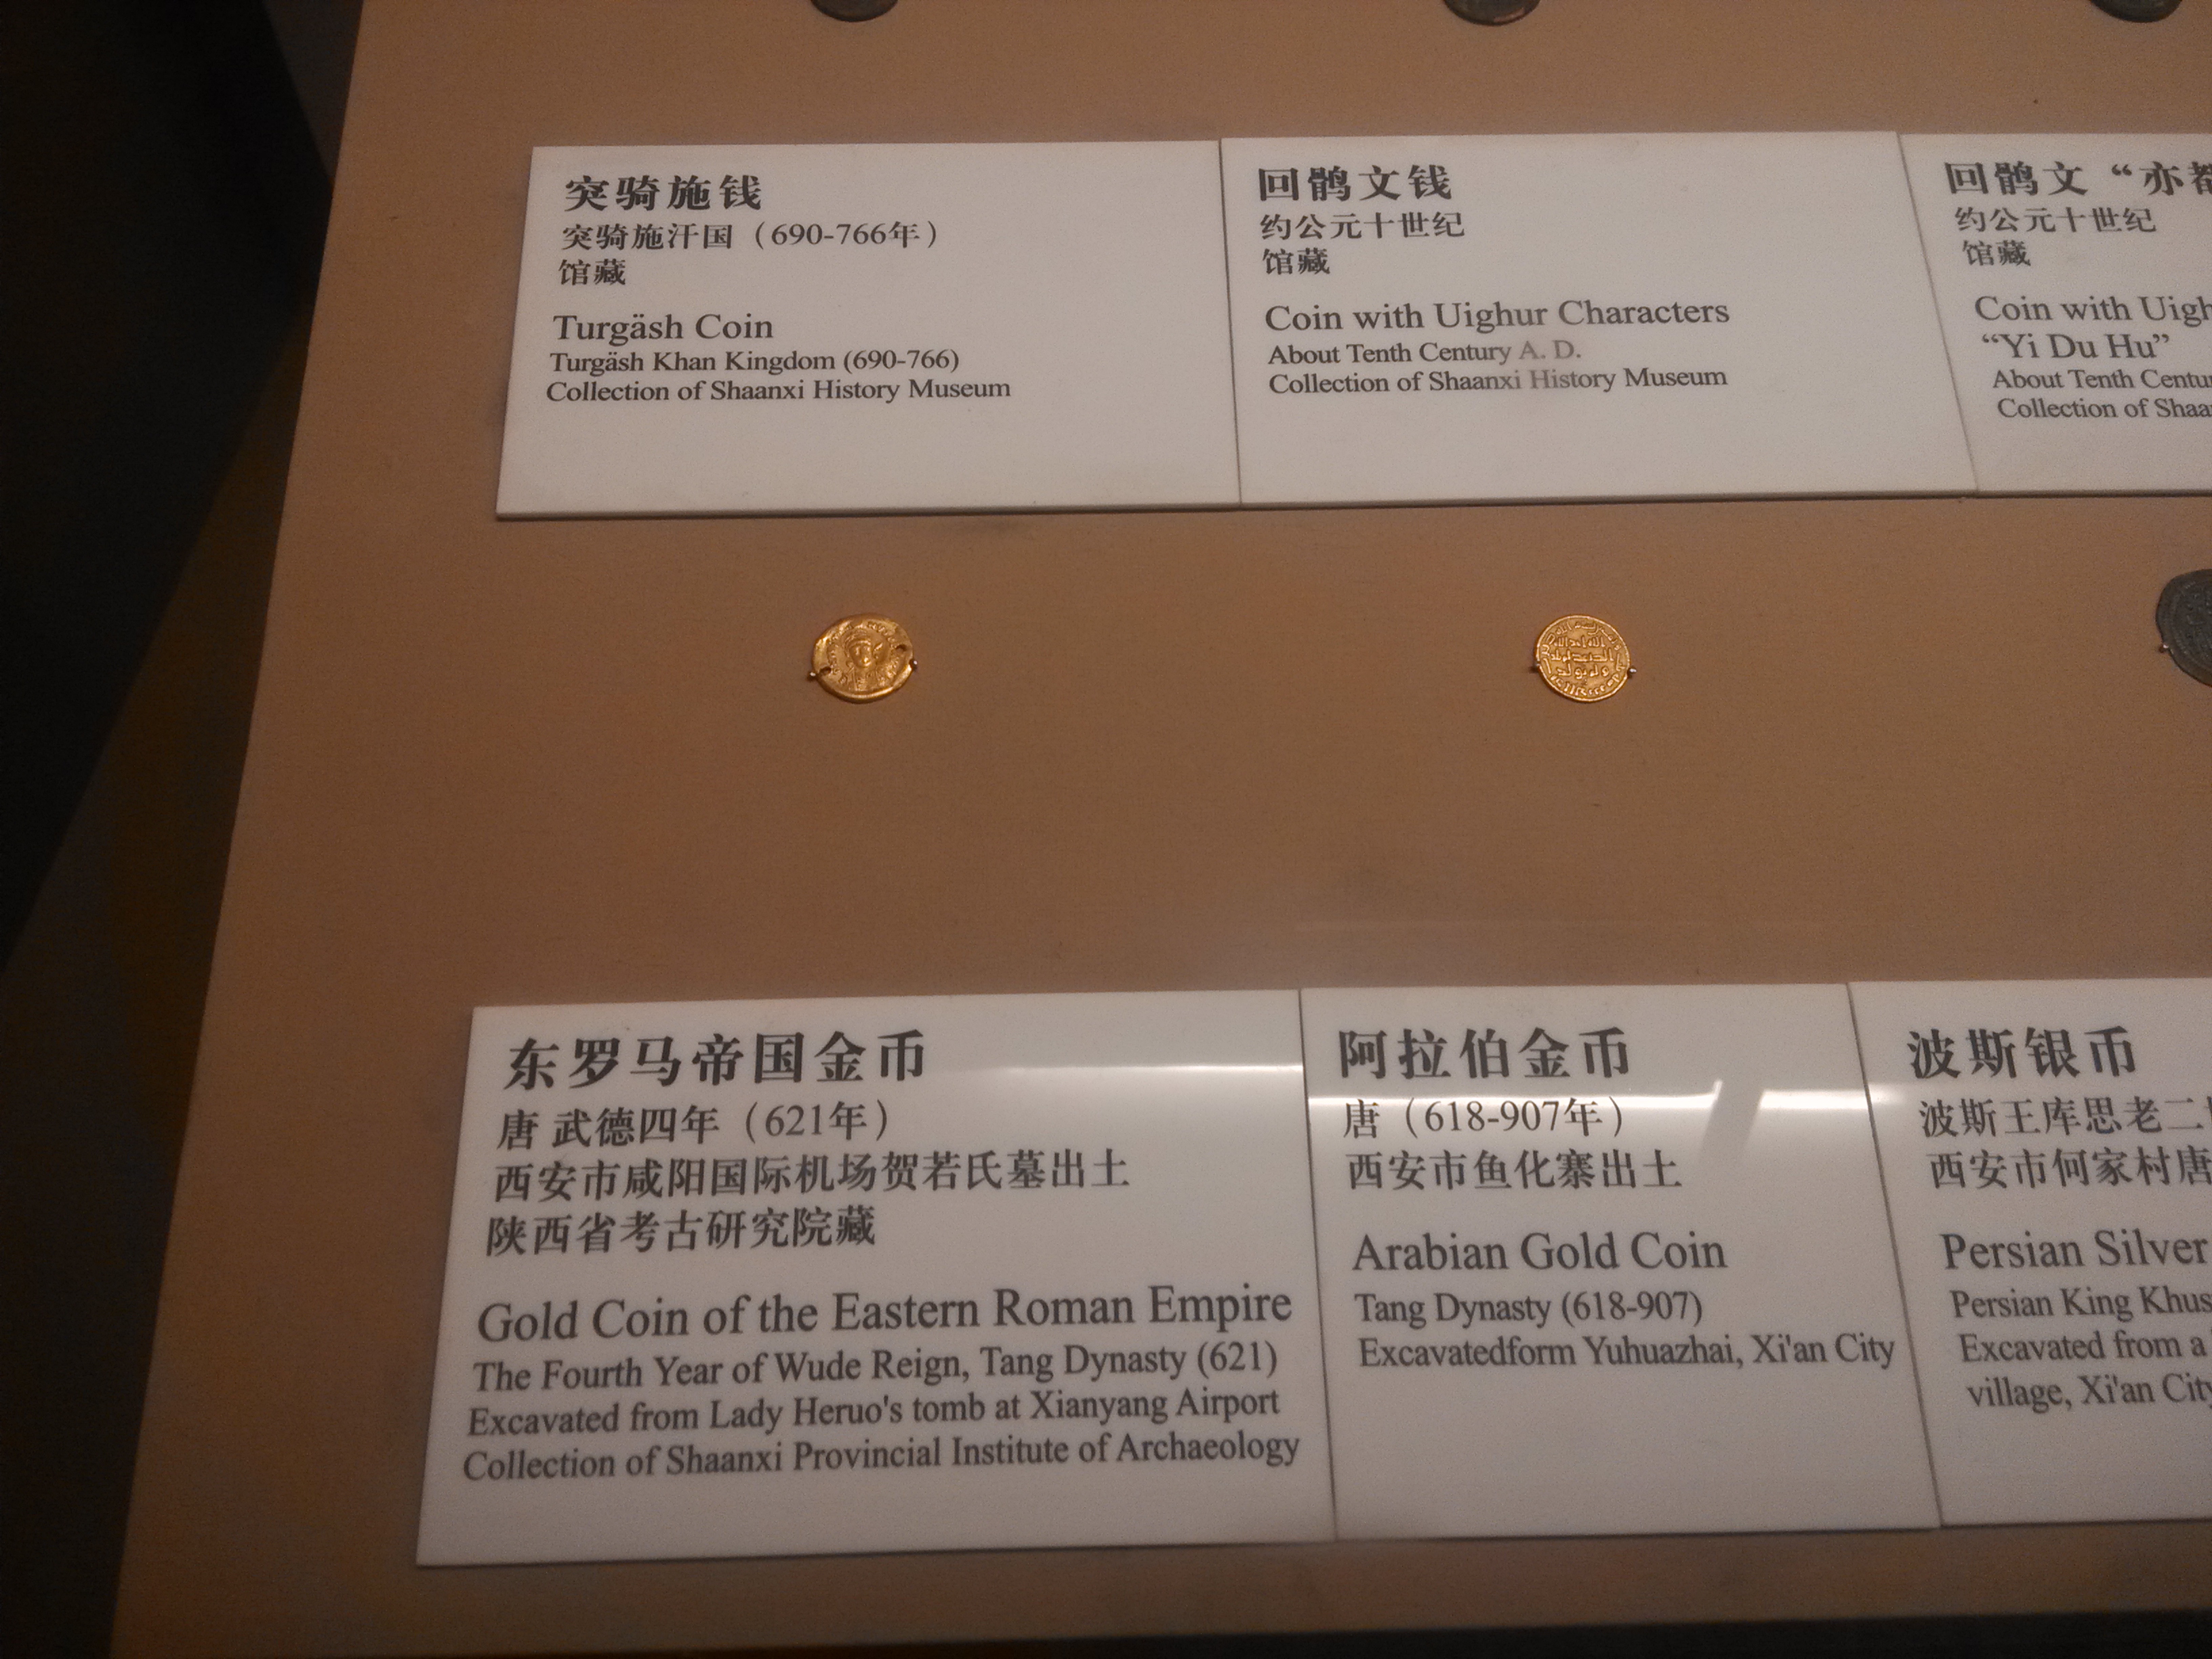 突骑施钱
突骑施汗国（690-766年）
馆藏
Turgäsh Coin
Turgäsh Khan Kingdom (690-766)
Collection of Shaanxi History Museum
回鹘文钱
约公元十世纪
馆藏
Coin with Uighur Characters
About Tenth Century A. D.
Collection of Shaanxi History Museum
回鹘文 “亦都
约公元十世纪
馆藏
Coin with Uigh
“Yi Du Hu”
About Tenth Centu
Collection of Shaa
东罗马帝国金币
唐 武德四年（621年）
西安市咸阳国际机场贺若氏墓出土
陕西省考古研究院藏
Gold Coin of the Eastern Roman Empire
The Fourth Year of Wude Reign, Tang Dynasty (621)
Excavated from Lady Heruo's tomb at Xianyang Airport
Collection of Shaanxi Provincial Institute of Archaeology
阿拉伯金币
唐（618-907年）
西安市鱼化寨出土
Arabian Gold Coin
Tang Dynasty (618-907)
Excavatedform Yuhuazhai, Xi'an City
波斯银币
波斯王库思老二
西安市何家村唐
Persian Silver
Persian King Khus
Excavated from a
village, Xi'an City